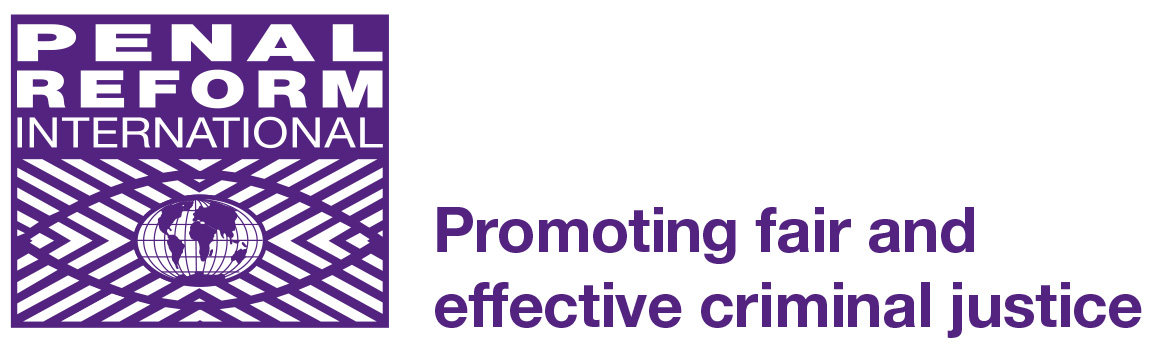 PENAL
REFORM
INTERNATIONAL
Promoting fair and
effective criminal justice